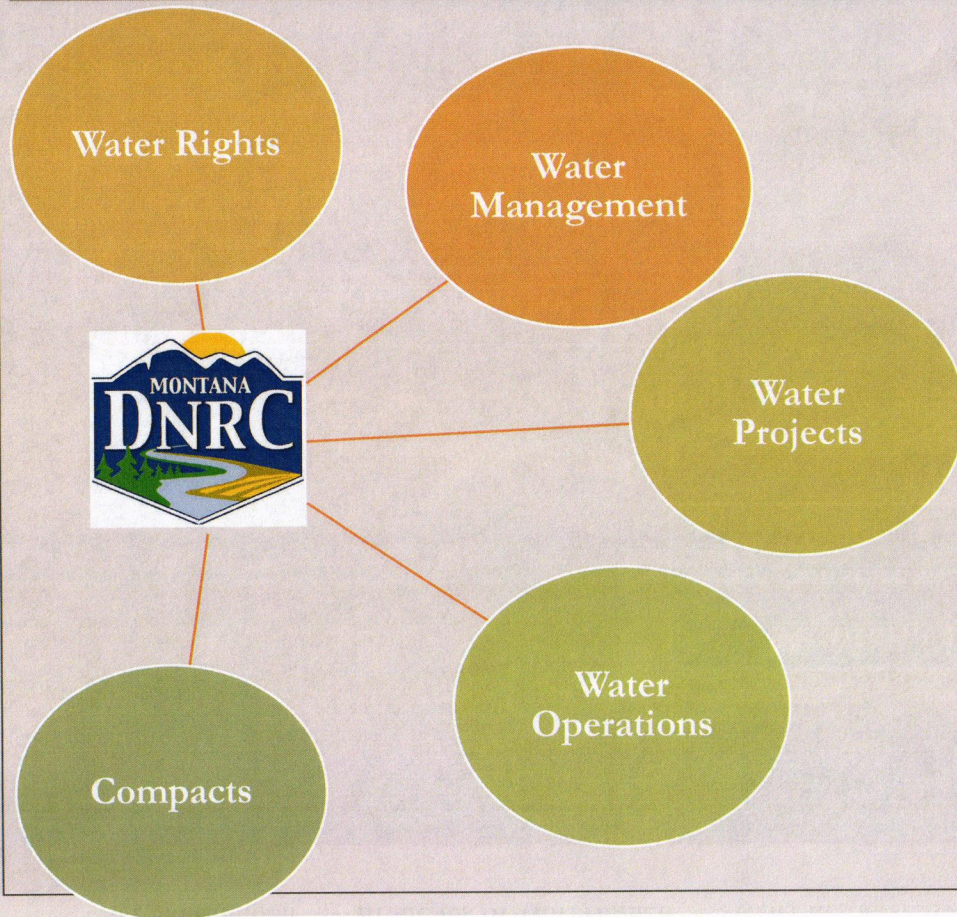 Water Rights
Water
Management
MONTANA
DNRC
Water
Projects
Water
Operations
Compacts